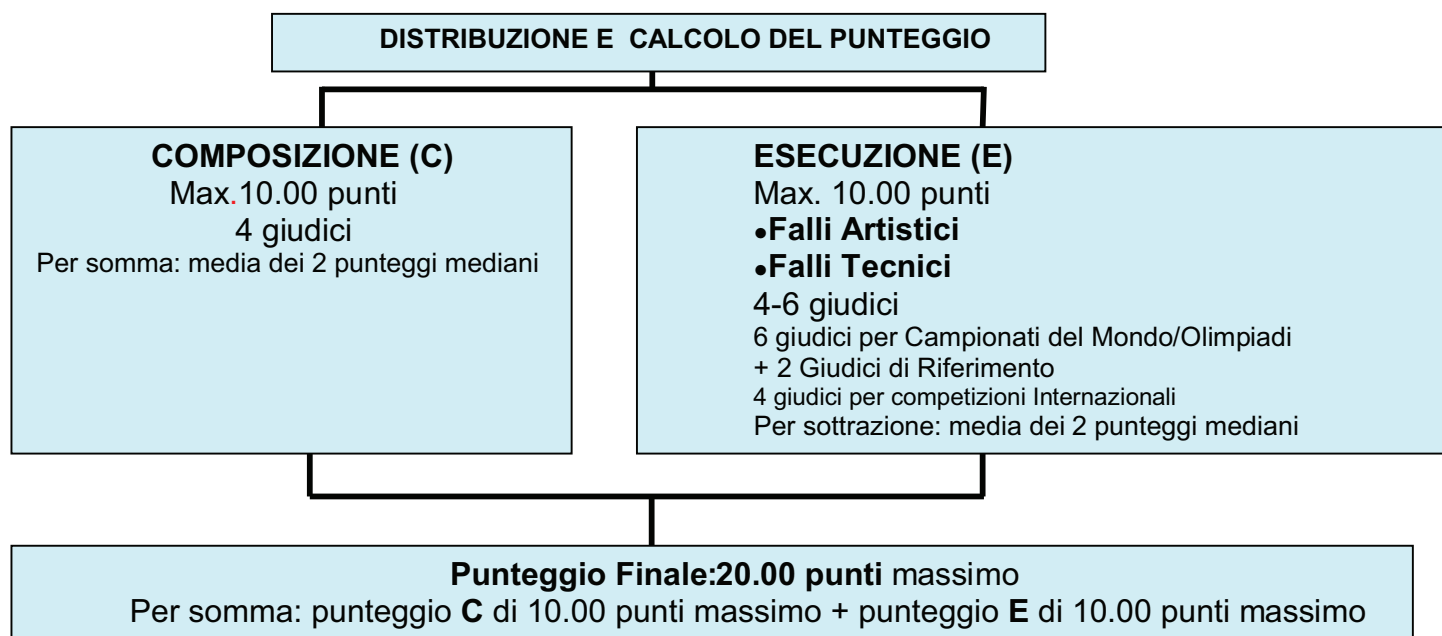 DISTRIBUZIONE E CALCOLO DEL PUNTEGGIO
COMPOSIZIONE (C)
Max.10.00 punti
4 giudici
Per somma: media dei 2 punteggi mediani
ESECUZIONE (E)
Max. 10.00 punti
•Falli Artistici
•Falli Tecnici
4-6 giudici
6 giudici per Campionati del Mondo/Olimpiadi
+ 2 Giudici di Riferimento
4 giudici per competizioni Internazionali
Per sottrazione: media dei 2 punteggi mediani
Punteggio Finale:20.00 punti massimo
Per somma: punteggio C di 10.00 punti massimo + punteggio E di 10.00 punti massimo